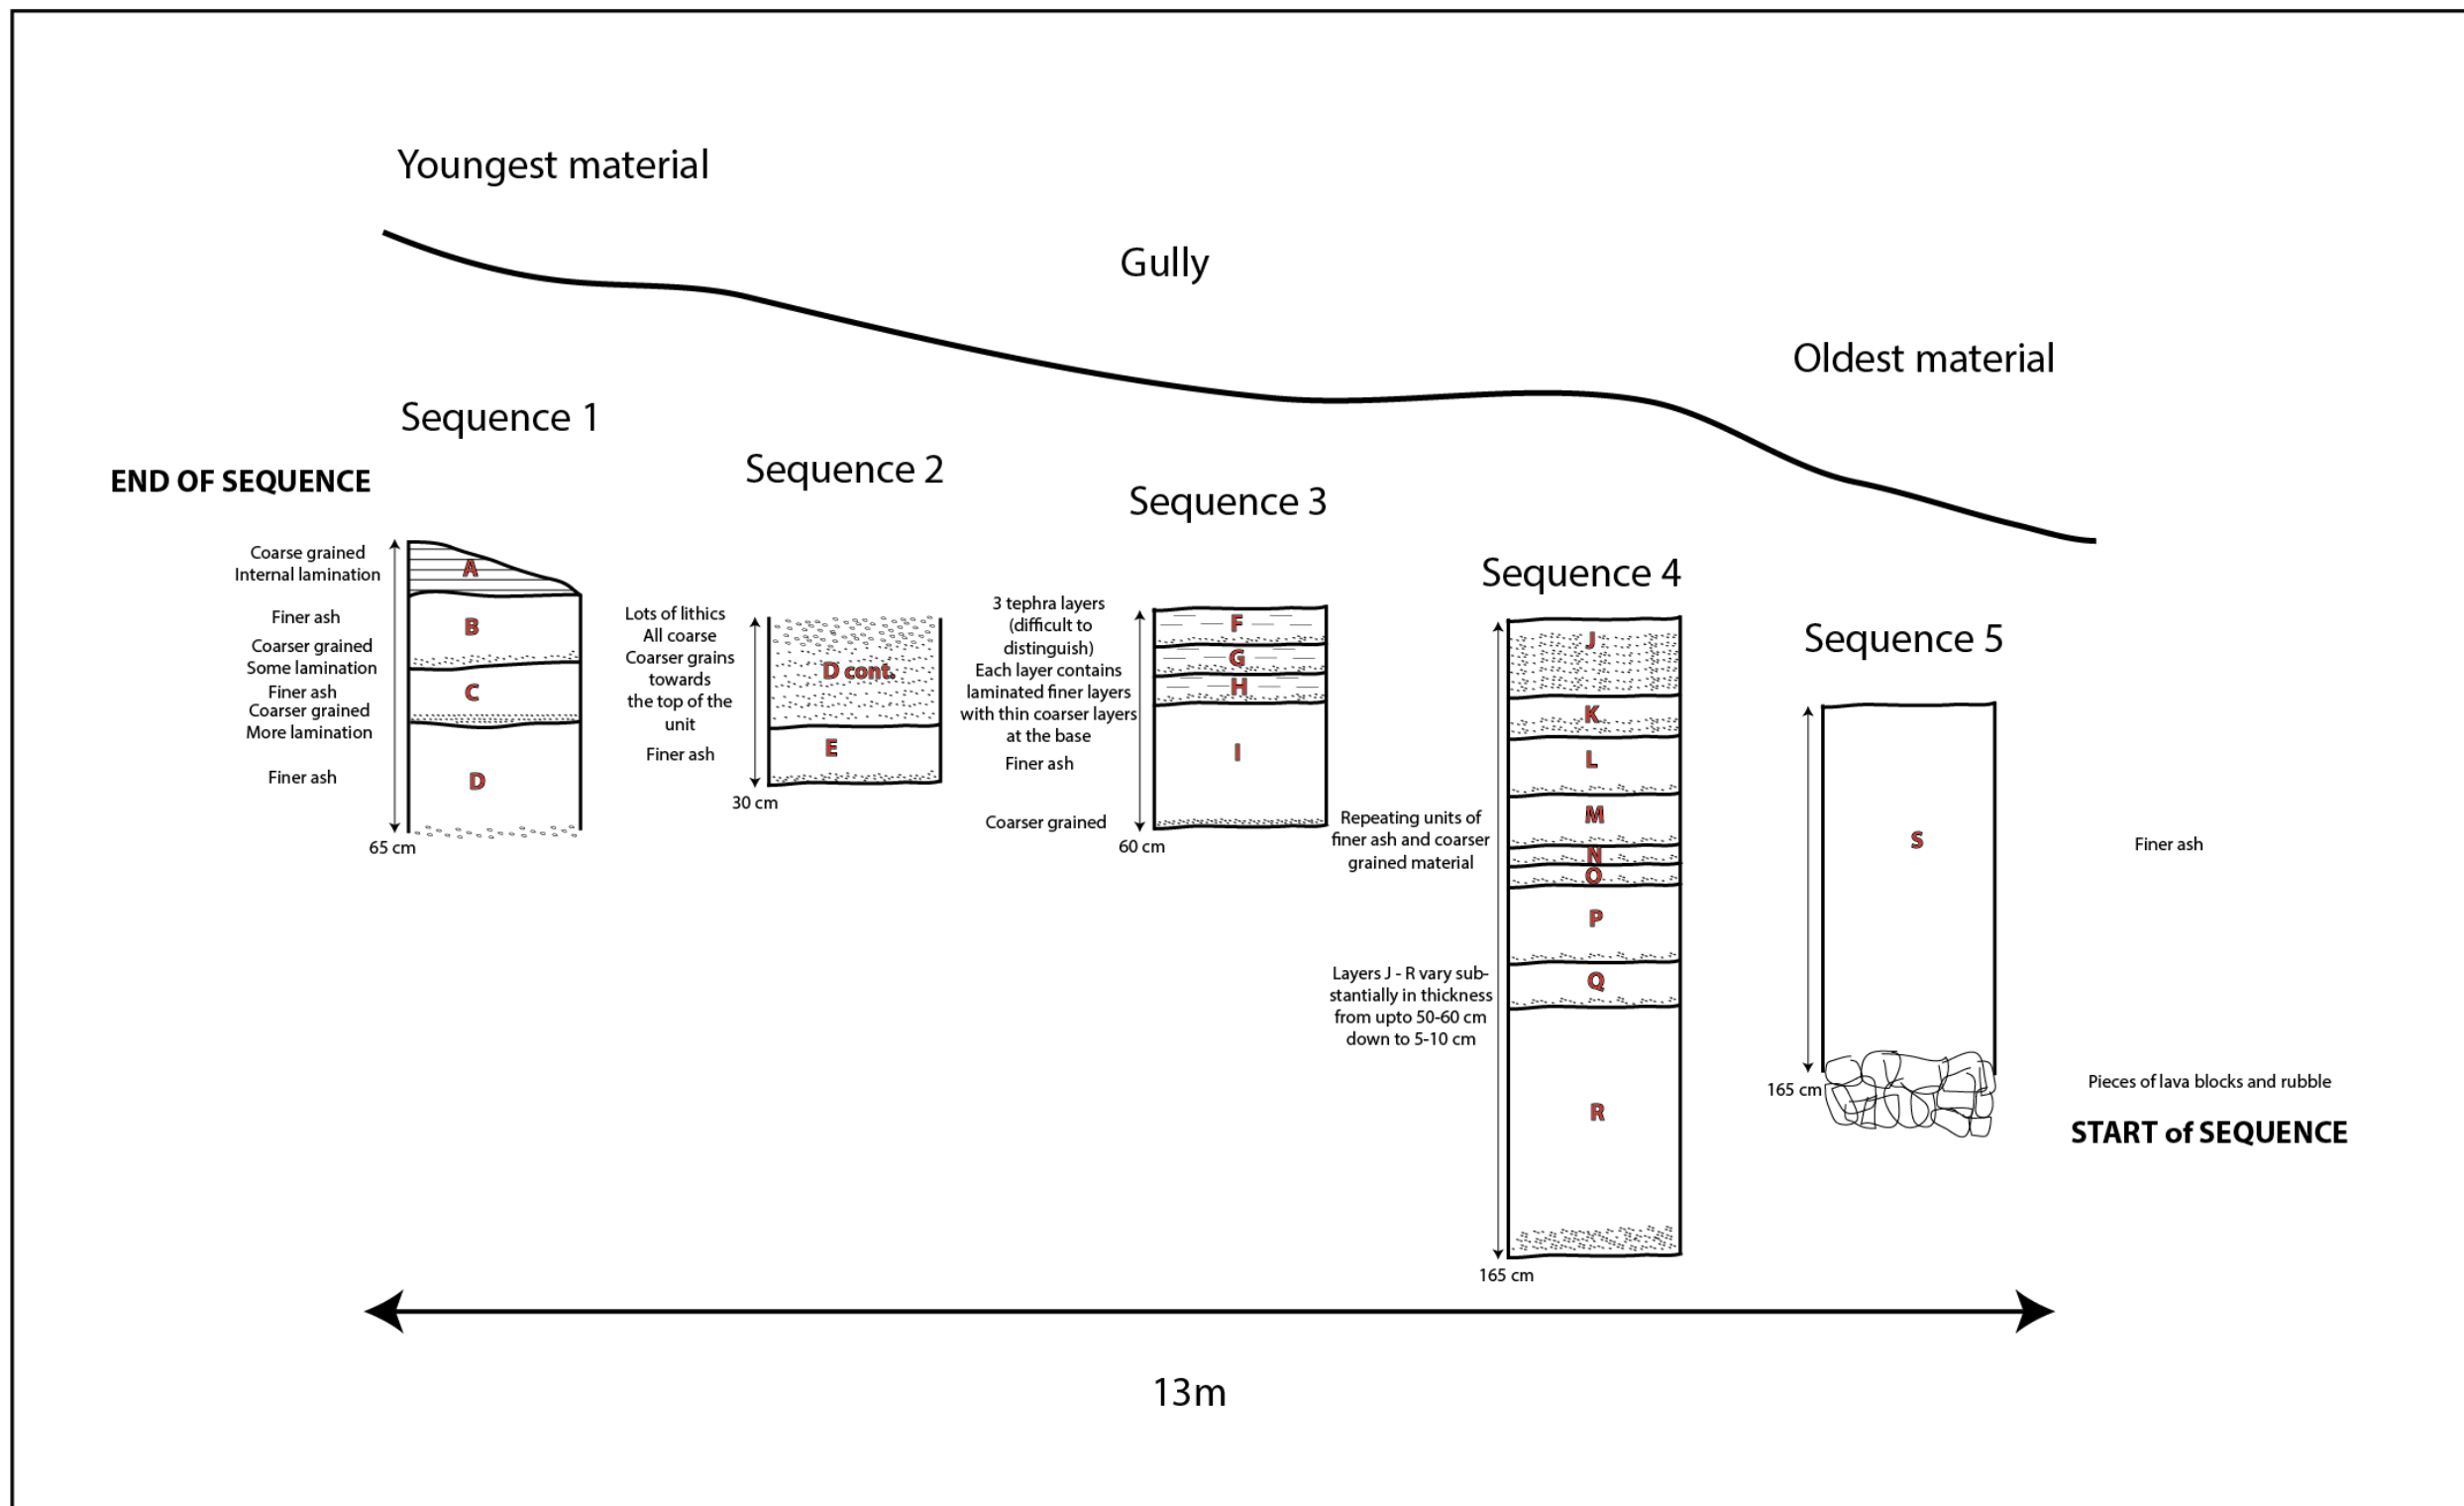 Youngest material
Gully
Oldest material
Sequence 1
END OF SEQUENCE
Coarse grained
Internal lamination
Finer ash
Coarser grained
Some lamination
Finer ash
Coarser grained
More lamination
Finer ash
A
B
C
D
65 cm
Sequence 2
Lots of lithics
All coarse
Coarser grains
towards
the top of the
unit
Finer ash
D cont.
E
30 cm
Sequence 3
3 tephra layers
(difficult to
distinguish)
Each layer contains
laminated finer layers
with thin coarser layers
at the base
Finer ash
Coarser grained
F
G
H
I
60 cm
Sequence 4
Repeating units of
finer ash and coarser
grained material
Layers J - R vary sub-
stantially in thickness
from upto 50-60 cm
down to 5-10 cm
J
K
L
M
N
O
P
Q
R
165 cm
Sequence 5
S
Finer ash
165 cm
Pieces of lava blocks and rubble
START of SEQUENCE
13m